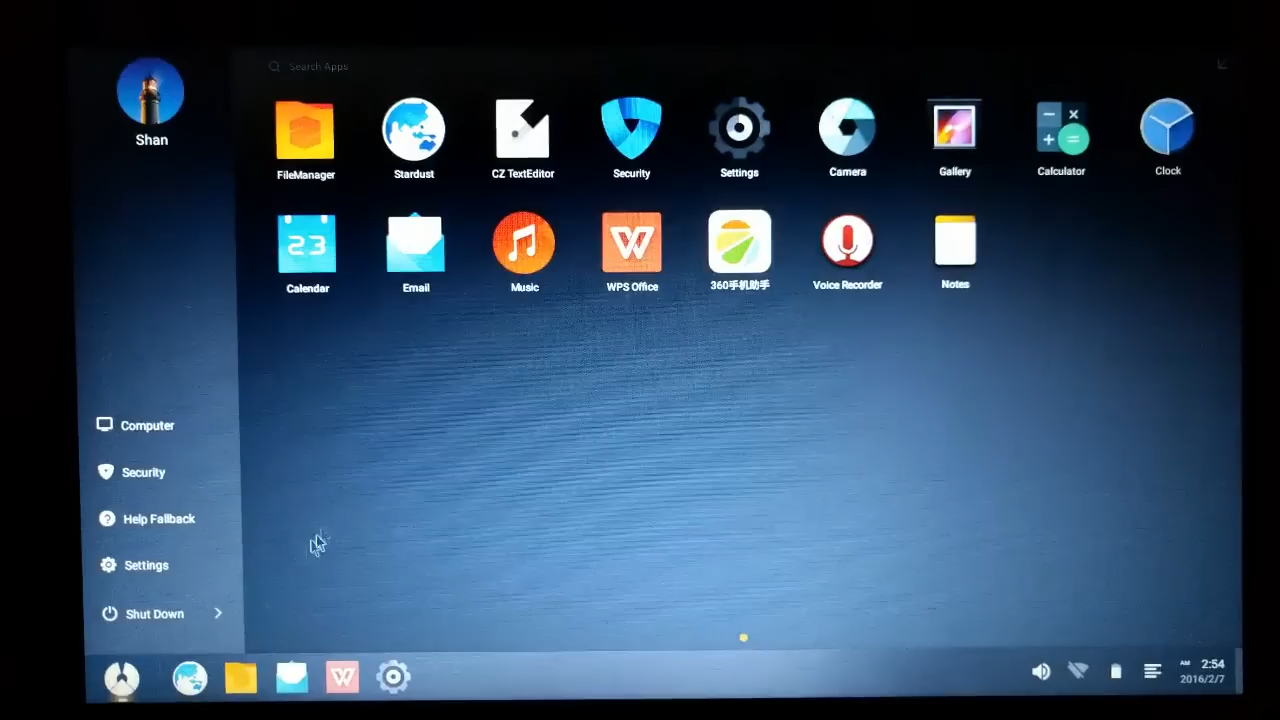 Search Apps
Shan
FileManager
Stardust
CZ TextEditor
Security
Settings
Camera
Gallery
Calculator
Clock
23
Calendar
Email
Music
W
WPS Office
360手机助手
Voice Recorder
Notes
Computer
Security
Help Fallback
Settings
Shut Down
W
AM 2:54
2016/2/7